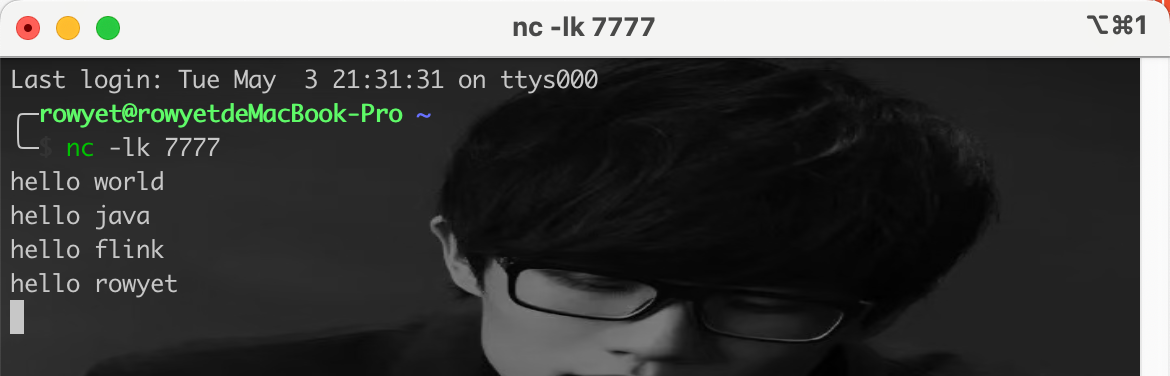 nc -lk 7777
⌥⌘1
Last login: Tue May  3 21:31:31 on ttys000
rowyet@rowyetdeMacBook-Pro ~
$ nc -lk 7777
hello world
hello java
hello flink
hello rowyet